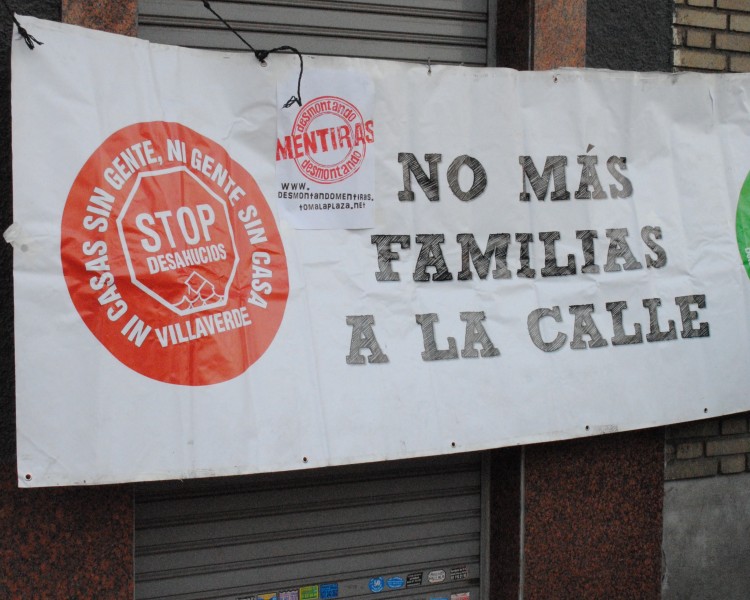 NI CASAS SIN GENTE, NI GENTE SIN CASA
STOP
DESAHUCIOS
VILLAVERDE
desmontando
MENTIRAS
desmontando
WWW.
DESMONTANDOMENTIRAS.
TOMALAPLAZA.NET
NO MÁS
FAMILIAS
A LA CALLE